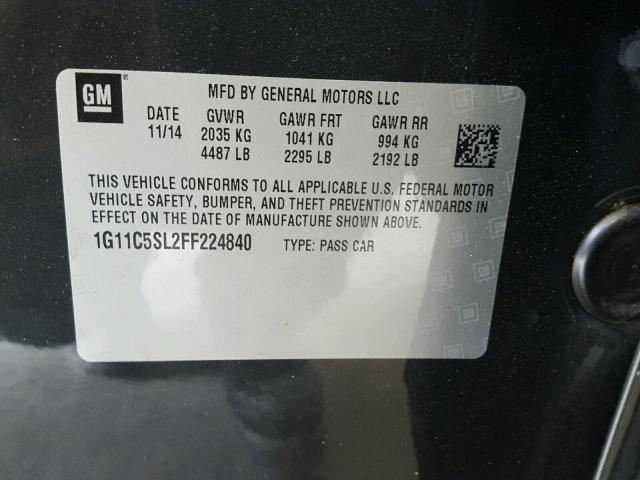 GM
MFD BY GENERAL MOTORS LLC
DATE GVWR GAWR FRT GAWR RR
11/14 2035 KG 1041 KG 994 KG
4487 LB 2295 LB 2192 LB
THIS VEHICLE CONFORMS TO ALL APPLICABLE U.S. FEDERAL MOTOR
VEHICLE SAFETY, BUMPER, AND THEFT PREVENTION STANDARDS IN
EFFECT ON THE DATE OF MANUFACTURE SHOWN ABOVE.
1G11C5SL2FF224840 TYPE: PASS CAR